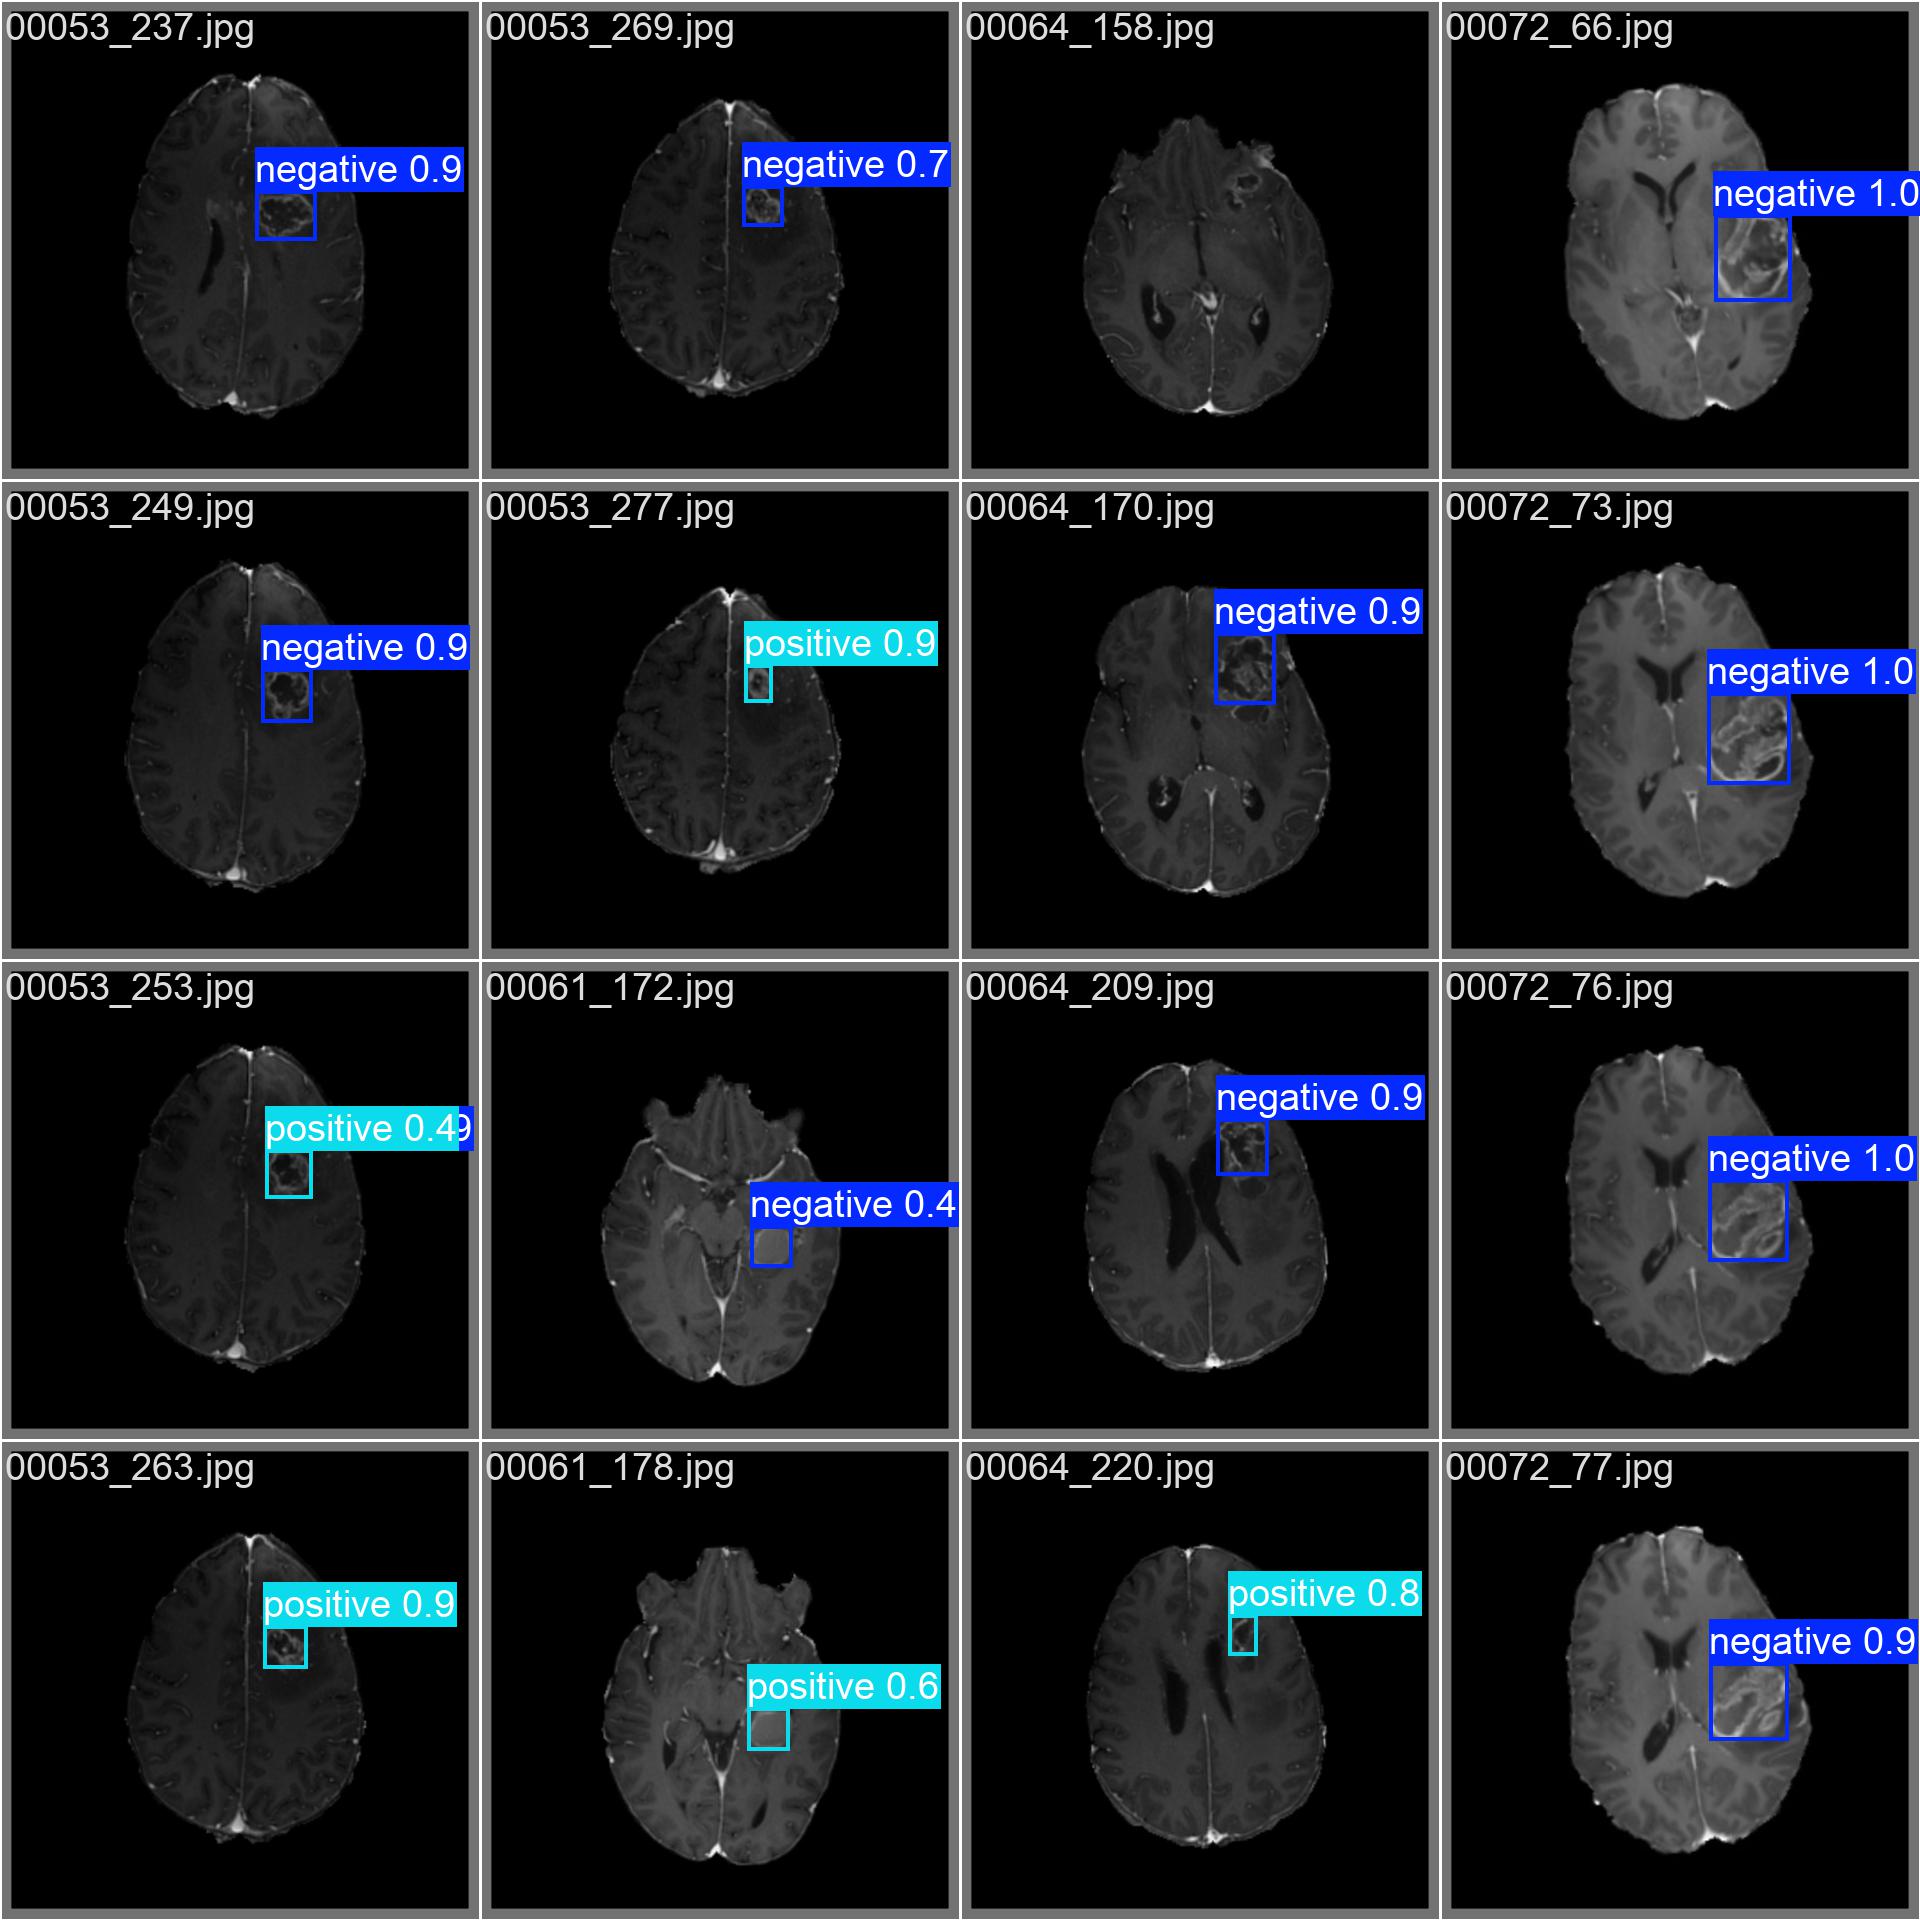 00053_237.jpg
negative 0.9
00053_269.jpg
negative 0.7
00064_158.jpg
00072_66.jpg
negative 1.0
00053_249.jpg
negative 0.9
00053_277.jpg
positive 0.9
00064_170.jpg
negative 0.9
00072_73.jpg
negative 1.0
00053_253.jpg
positive 0.49
00061_172.jpg
negative 0.4
00064_209.jpg
negative 0.9
00072_76.jpg
negative 1.0
00053_263.jpg
positive 0.9
00061_178.jpg
positive 0.6
00064_220.jpg
positive 0.8
00072_77.jpg
negative 0.9